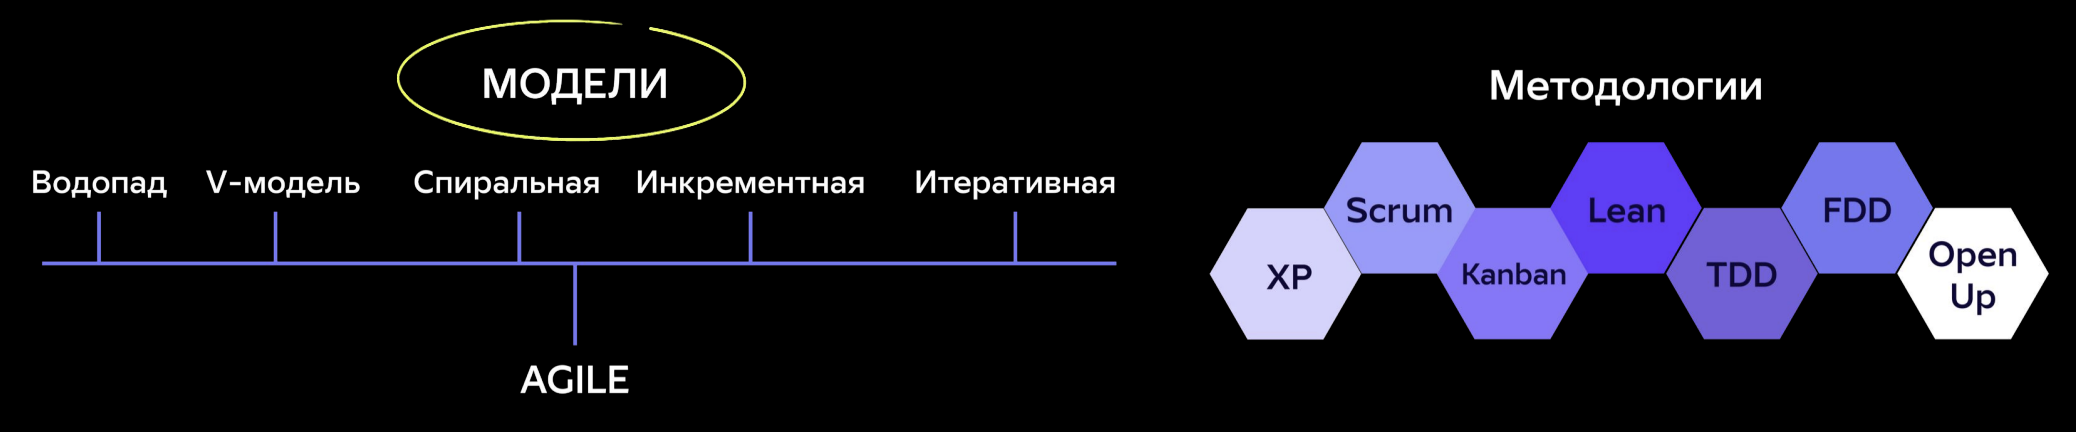 МОДЕЛИ
Водопад V-модель Спиральная Инкрементная Итеративная
AGILE
Методологии
XP
Scrum
Kanban
Lean
TDD
FDD
Open
Up